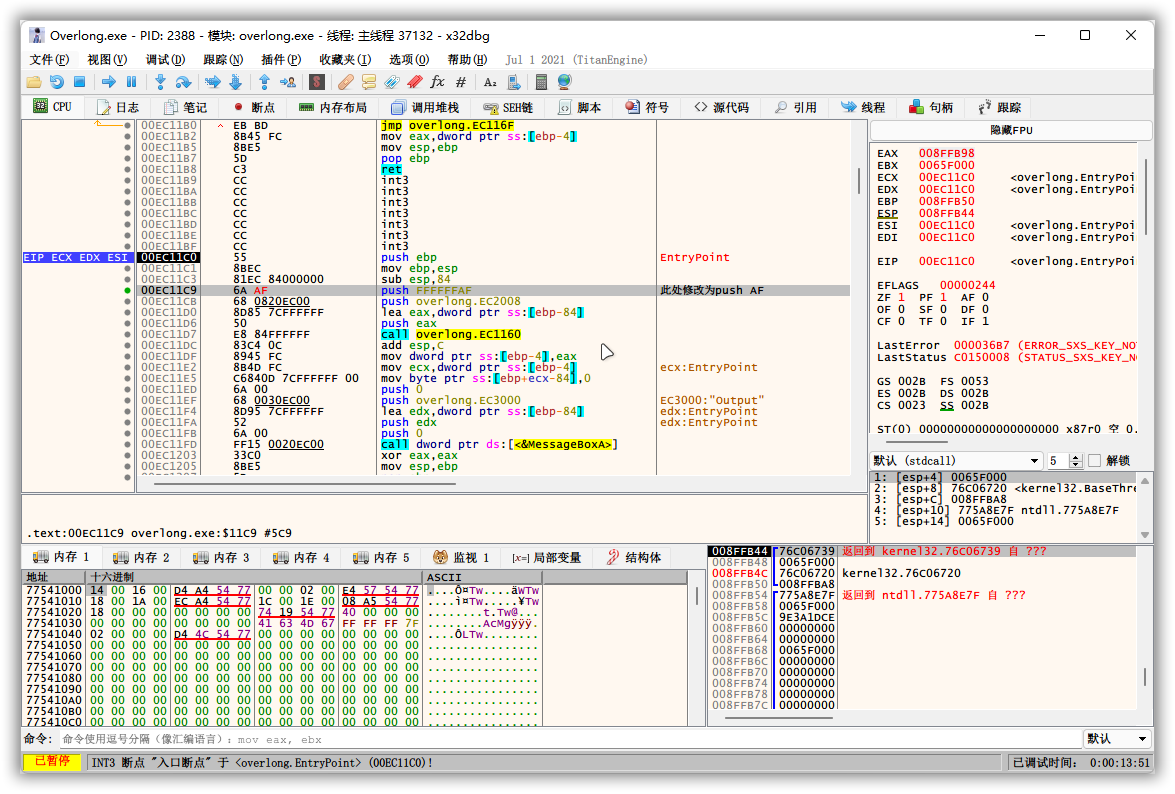 Overlong.exe - PID: 2388 - 模块: overlong.exe - 线程: 主线程 37132 - x32dbg
文件(F) 视图(V) 调试(D) 跟踪(N) 插件(P) 收藏夹(I) 选项(O) 帮助(H) Jul 1 2021 (TitanEngine)
CPU 日志 笔记 断点 内存布局 调用堆栈 SEH链 脚本 符号 源代码 引用 线程 句柄 跟踪
00EC11B0 EB BD jmp overlong.EC116F
00EC11B2 8B45 FC mov eax,dword ptr ss:[ebp-4]
00EC11B5 8BE5 mov esp,ebp
00EC11B7 5D pop ebp
00EC11B8 C3 ret
00EC11B9 CC int3
00EC11BA CC int3
00EC11BB CC int3
00EC11BC CC int3
00EC11BD CC int3
00EC11BE CC int3
00EC11BF CC int3
EIP ECX EDX ESI 00EC11C0 55 push ebp EntryPoint
00EC11C1 8BEC mov ebp,esp
00EC11C3 81EC 84000000 sub esp,84
00EC11C9 6A AF push FFFFFFAF 此处修改为push AF
00EC11CB 68 0820EC00 push overlong.EC2008
00EC11D0 8D85 7CFFFFFF lea eax,dword ptr ss:[ebp-84]
00EC11D6 50 push eax
00EC11D7 E8 84FFFFFF call overlong.EC1160
00EC11DC 83C4 0C add esp,C
00EC11DF 8945 FC mov dword ptr ss:[ebp-4],eax
00EC11E2 8B4D FC mov ecx,dword ptr ss:[ebp-4] ecx:EntryPoint
00EC11E5 C6840D 7CFFFFFF 00 mov byte ptr ss:[ebp+ecx-84],0
00EC11ED 6A 00 push 0
00EC11EF 68 0030EC00 push overlong.EC3000 EC3000:"Output"
00EC11F4 8D95 7CFFFFFF lea edx,dword ptr ss:[ebp-84] edx:EntryPoint
00EC11FA 52 push edx edx:EntryPoint
00EC11FB 6A 00 push 0
00EC11FD FF15 0020EC00 call dword ptr ds:[<&MessageBoxA>]
00EC1203 33C0 xor eax,eax
00EC1205 8BE5 mov esp,ebp
隐藏FPU
EAX 008FFB98
EBX 0065F000
ECX 00EC11C0 <overlong.EntryPoi
EDX 00EC11C0 <overlong.EntryPoi
EBP 008FFB50
ESP 008FFB44
ESI 00EC11C0 <overlong.EntryPoi
EDI 00EC11C0 <overlong.EntryPoi
EIP 00EC11C0 <overlong.EntryPoi
EFLAGS 00000244
ZF 1 PF 1 AF 0
OF 0 SF 0 DF 0
CF 0 TF 0 IF 1
LastError 000036B7 (ERROR_SXS_KEY_NO
LastStatus C0150008 (STATUS_SXS_KEY_N
GS 002B FS 0053
ES 002B DS 002B
CS 0023 SS 002B
ST(0) 00000000000000000000 x87r0 空 0.
默认 (stdcall) 5 解锁
1: [esp+4] 0065F000
2: [esp+8] 76C06720 <kernel32.BaseThre
3: [esp+C] 008FFBA8
4: [esp+10] 775A8E7F ntdll.775A8E7F
5: [esp+14] 0065F000
.text:00EC11C9 overlong.exe:$11C9 #5C9
内存 1 内存 2 内存 3 内存 4 内存 5 监视 1 [x=] 局部变量 结构体
地址 十六进制 ASCII
77541000 14 00 16 00 D4 A4 54 77 00 00 02 00 E4 57 54 77 ....Ô¤Tw....äWTw
77541010 18 00 1A 00 EC A4 54 77 1C 00 1E 00 08 A5 54 77 ....ì¤Tw.....¥Tw
77541020 18 00 00 00 00 00 00 00 74 19 54 77 40 00 00 00 ........t.Tw@...
77541030 00 00 00 00 00 00 00 00 41 63 4D 67 FF FF FF 7F ........AcMgÿÿÿ.
77541040 02 00 00 00 D4 4C 54 77 00 00 00 00 00 00 00 00 ....ÔLTw........
77541050 00 00 00 00 00 00 00 00 00 00 00 00 00 00 00 00 ................
77541060 00 00 00 00 00 00 00 00 00 00 00 00 00 00 00 00 ................
77541070 00 00 00 00 00 00 00 00 00 00 00 00 00 00 00 00 ................
77541080 00 00 00 00 00 00 00 00 00 00 00 00 00 00 00 00 ................
77541090 00 00 00 00 00 00 00 00 00 00 00 00 00 00 00 00 ................
775410A0 00 00 00 00 00 00 00 00 00 00 00 00 00 00 00 00 ................
775410B0 00 00 00 00 00 00 00 00 00 00 00 00 00 00 00 00 ................
775410C0 00 00 00 00 00 00 00 00 00 00 00 00 00 00 00 00 ................
008FFB44 76C06739 返回到 kernel32.76C06739 自 ???
008FFB48 0065F000
008FFB4C 76C06720 kernel32.76C06720
008FFB50 008FFBA8
008FFB54 775A8E7F 返回到 ntdll.775A8E7F 自 ???
008FFB58 0065F000
008FFB5C 9E3A1DCE
008FFB60 00000000
008FFB64 00000000
008FFB68 0065F000
008FFB6C 00000000
008FFB70 00000000
008FFB74 00000000
008FFB78 00000000
008FFB7C 00000000
命令: 命令使用逗号分隔（像汇编语言）: mov eax, ebx 默认
已暂停 INT3 断点 "入口断点" 于 <overlong.EntryPoint> (00EC11C0)! 已调试时间: 0:00:13:51